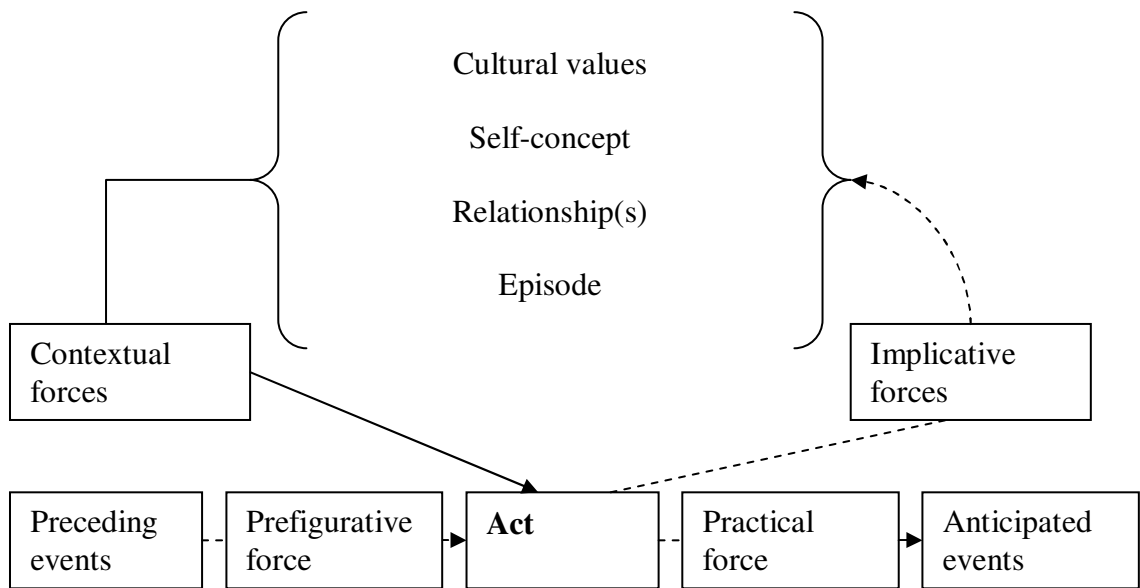 Cultural values
Self-concept
Relationship(s)
Episode
Contextual
forces
Implicative
forces
Preceding
events
Prefigurative
force
Act
Practical
force
Anticipated
events